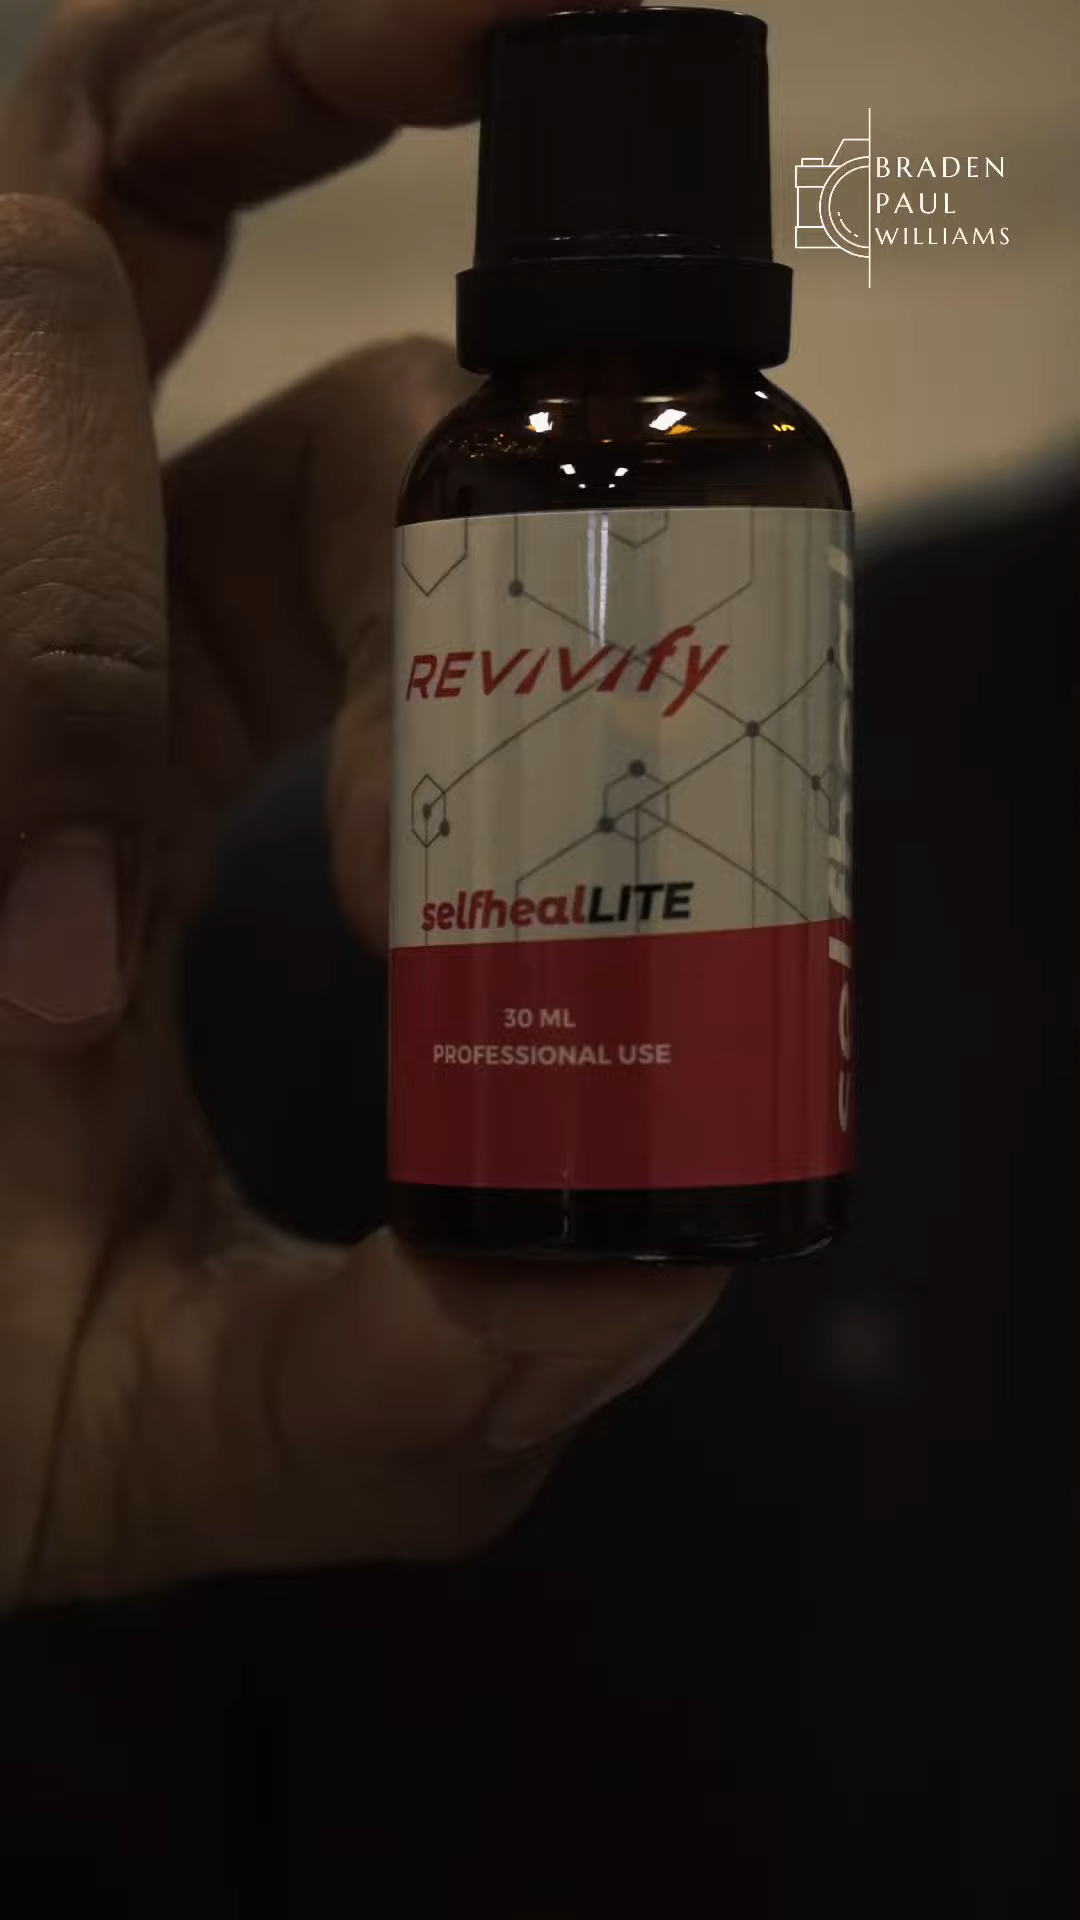 BRADEN
PAUL
WILLIAMS
REVIVIfy
selfhealLITE
30 ML
PROFESSIONAL USE